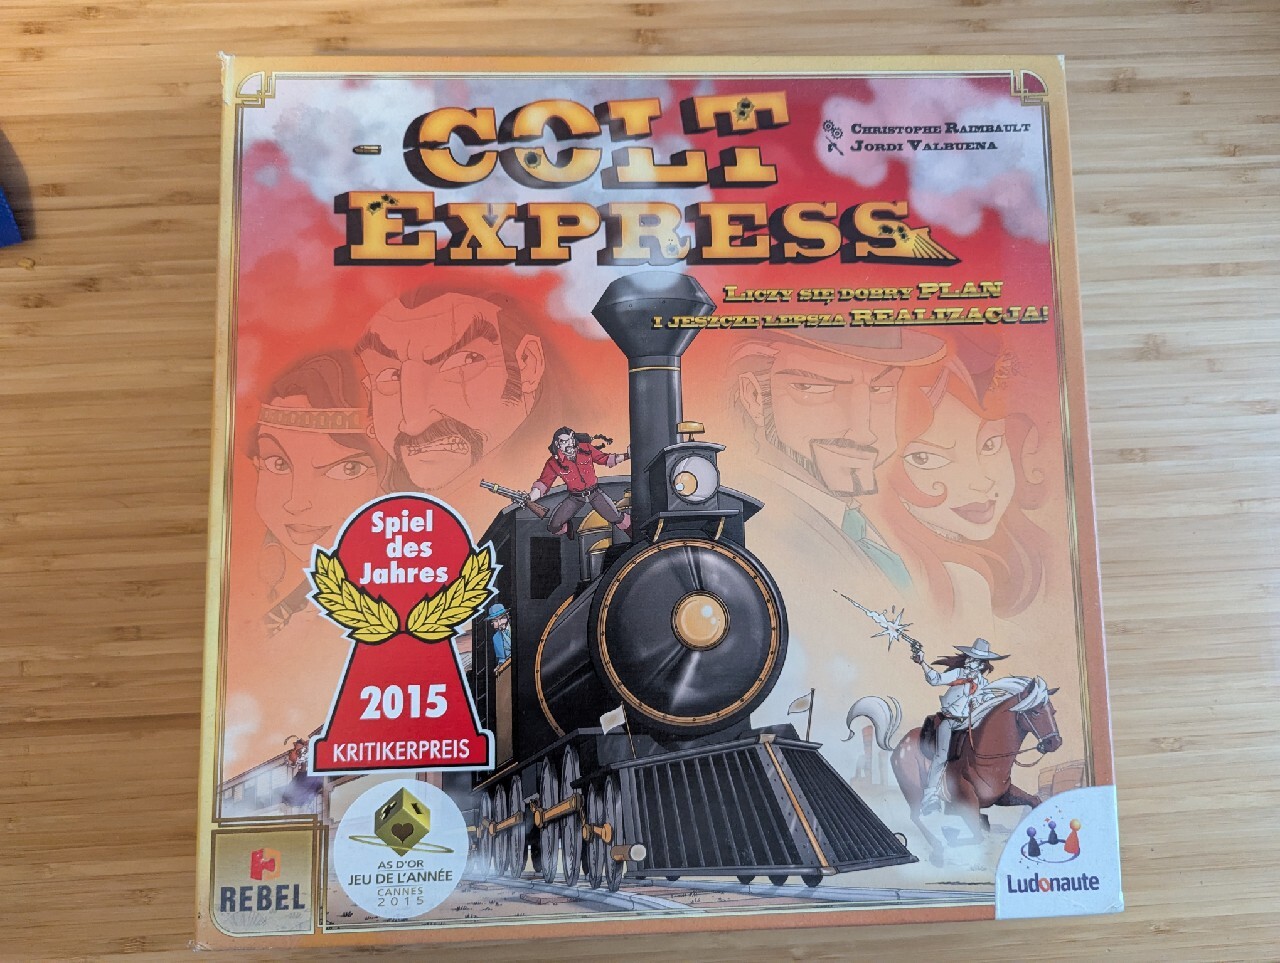 COLT
EXPRESS
CHRISTOPHE RAIMBAULT
JORDI VALBUENA
LICZY SIĘ DOBRY PLAN
I JESZCZE LEPSZA REALIZACJA!
Spiel
des
Jahres
2015
KRITIKERPREIS
AS D'OR
JEU DE L'ANNÉE
CANNES
2015
REBEL
Ludonaute